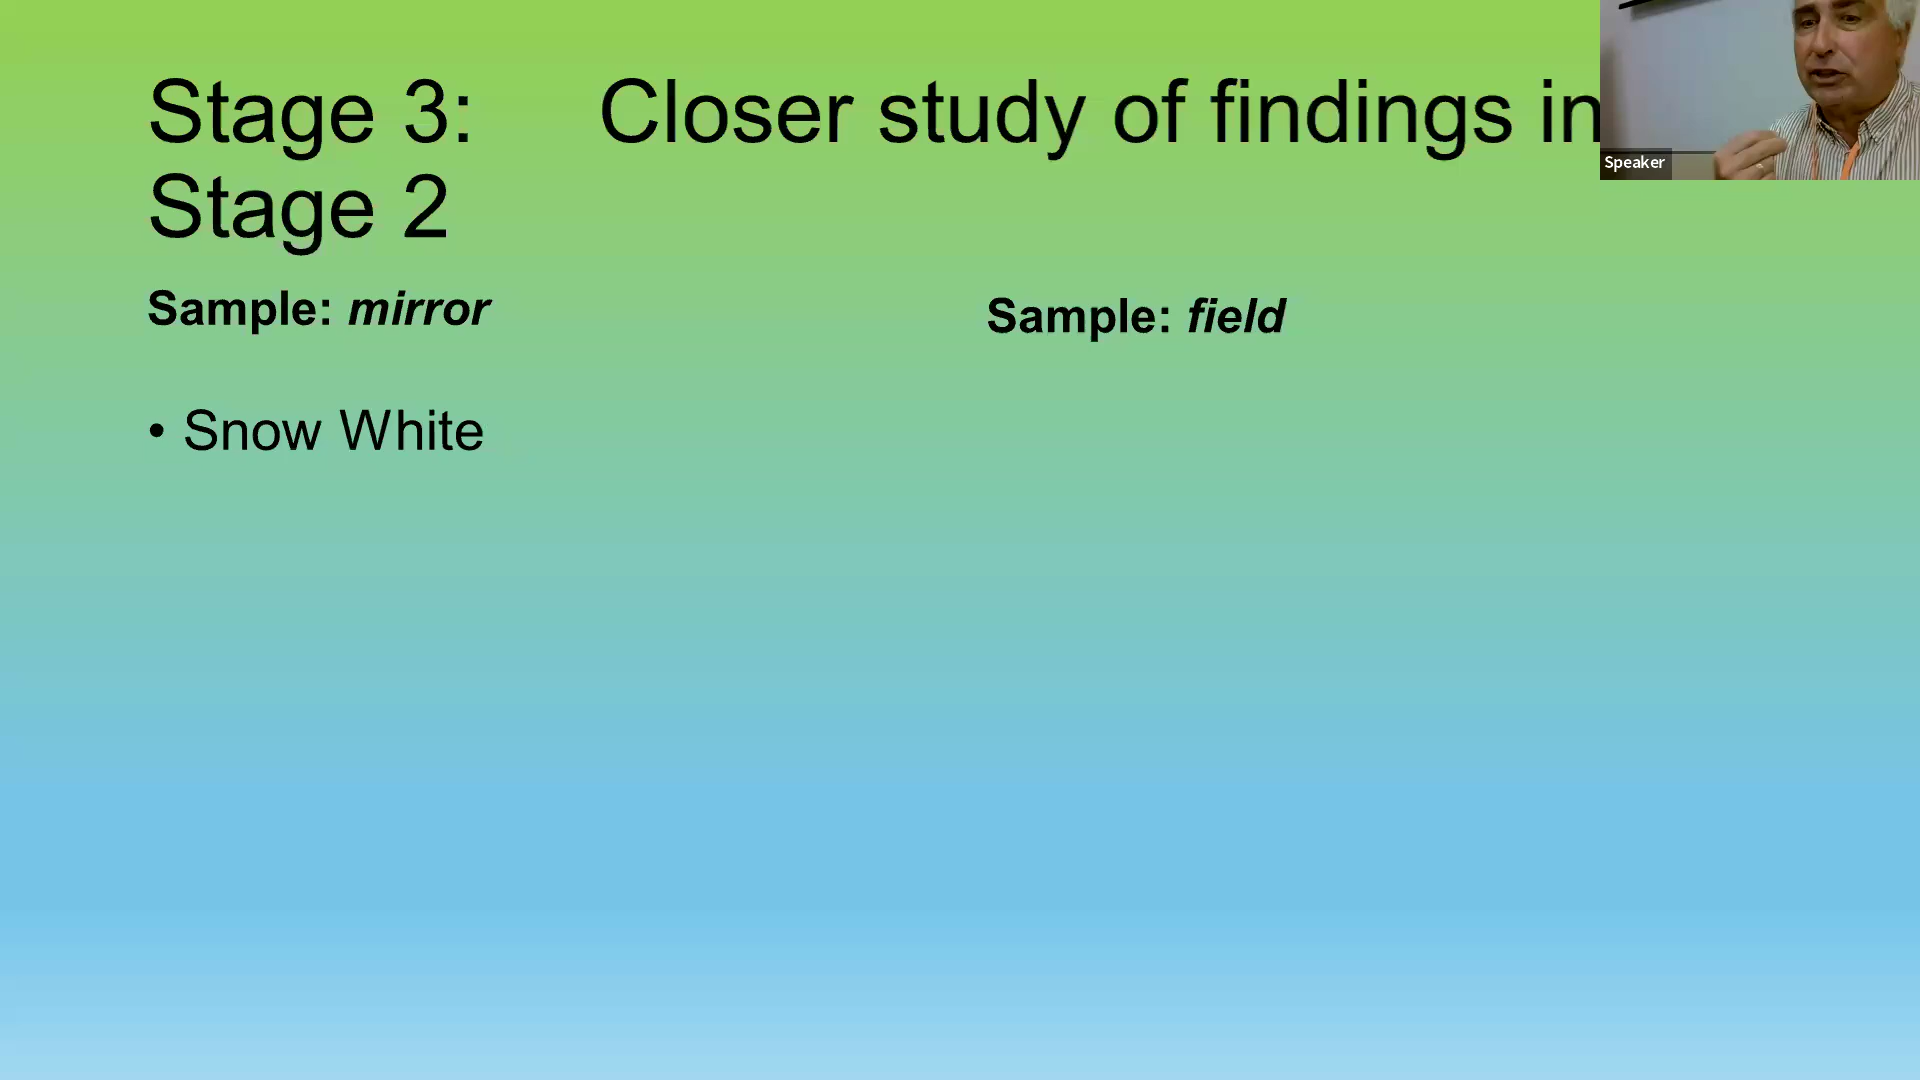 Stage 3: Closer study of findings in
Stage 2
Sample: mirror
Sample: field
• Snow White
Speaker